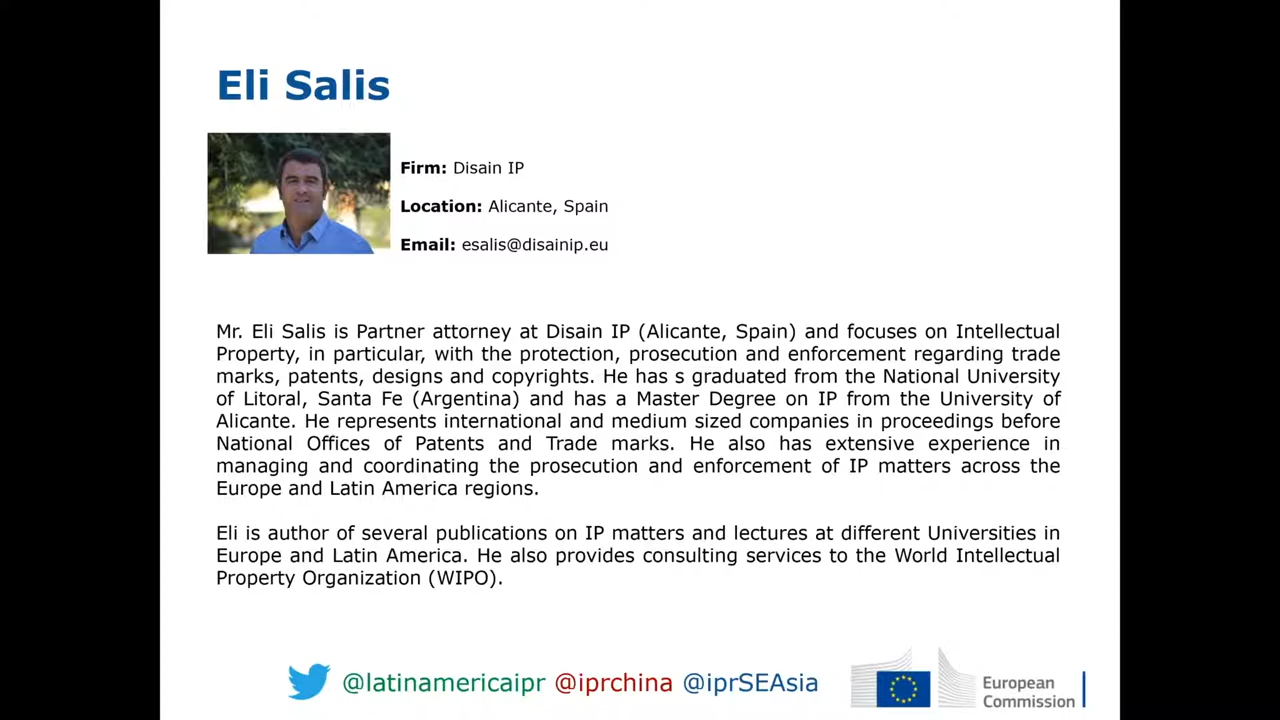 Eli Salis
Firm: Disain IP
Location: Alicante, Spain
Email: esalis@disainip.eu
Mr. Eli Salis is Partner attorney at Disain IP (Alicante, Spain) and focuses on Intellectual
Property, in particular, with the protection, prosecution and enforcement regarding trade
marks, patents, designs and copyrights. He has s graduated from the National University
of Litoral, Santa Fe (Argentina) and has a Master Degree on IP from the University of
Alicante. He represents international and medium sized companies in proceedings before
National Offices of Patents and Trade marks. He also has extensive experience in
managing and coordinating the prosecution and enforcement of IP matters across the
Europe and Latin America regions.
Eli is author of several publications on IP matters and lectures at different Universities in
Europe and Latin America. He also provides consulting services to the World Intellectual
Property Organization (WIPO).
@latinamericaipr @iprchina @iprSEAsia
European
Commission